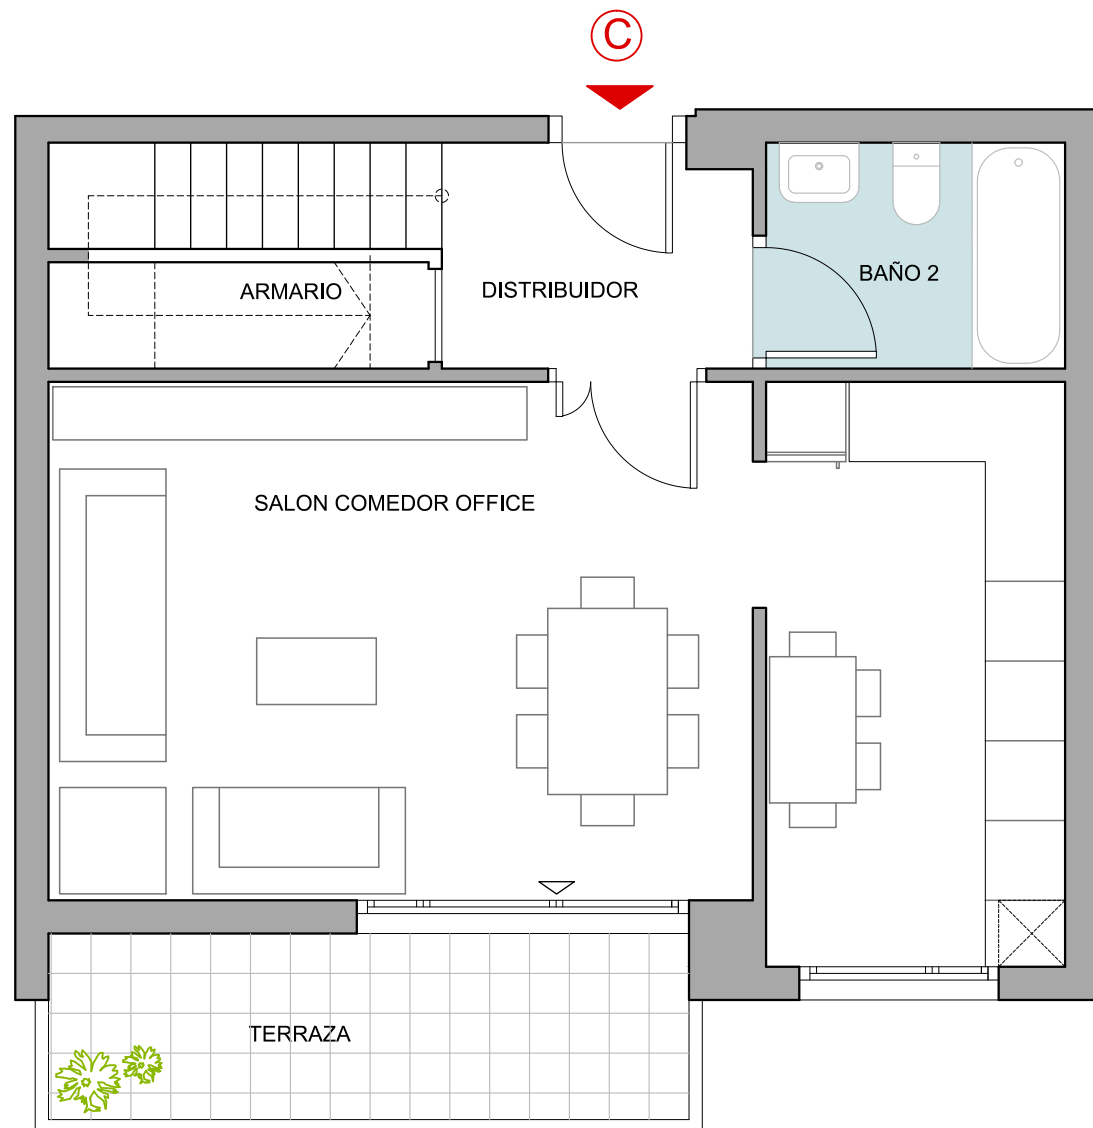 C
BAÑO 2
ARMARIO
DISTRIBUIDOR
SALON COMEDOR OFFICE
TERRAZA